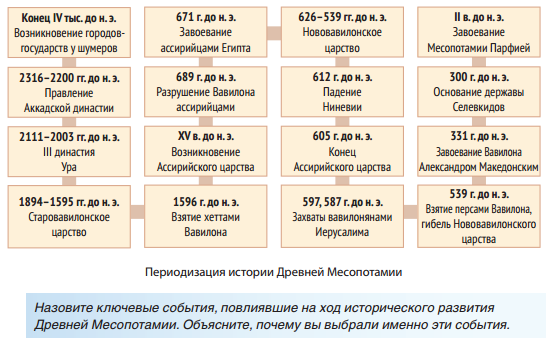 Конец IV тыс. до н. э.
Возникновение городов-
государств у шумеров
671 г. до н. э.
Завоевание
ассирийцами Египта
626–539 гг. до н. э.
Нововавилонское
царство
II в. до н. э.
Завоевание
Месопотамии Парфией
2316–2200 гг. до н. э.
Правление
Аккадской династии
689 г. до н. э.
Разрушение Вавилона
ассирийцами
612 г. до н. э.
Падение
Ниневии
300 г. до н. э.
Основание державы
Селевкидов
2111–2003 гг. до н. э.
III династия
Ура
XV в. до н. э.
Возникновение
Ассирийского царства
605 г. до н. э.
Конец
Ассирийского царства
331 г. до н. э.
Завоевание Вавилона
Александром Македонским
1894–1595 гг. до н. э.
Старовавилонское
царство
1596 г. до н. э.
Взятие хеттами
Вавилона
597, 587 г. до н. э.
Захваты вавилонянами
Иерусалима
539 г. до н. э.
Взятие персами Вавилона,
гибель Нововавилонского
царства
Периодизация истории Древней Месопотамии
Назовите ключевые события, повлиявшие на ход исторического развития
Древней Месопотамии. Объясните, почему вы выбрали именно эти события.